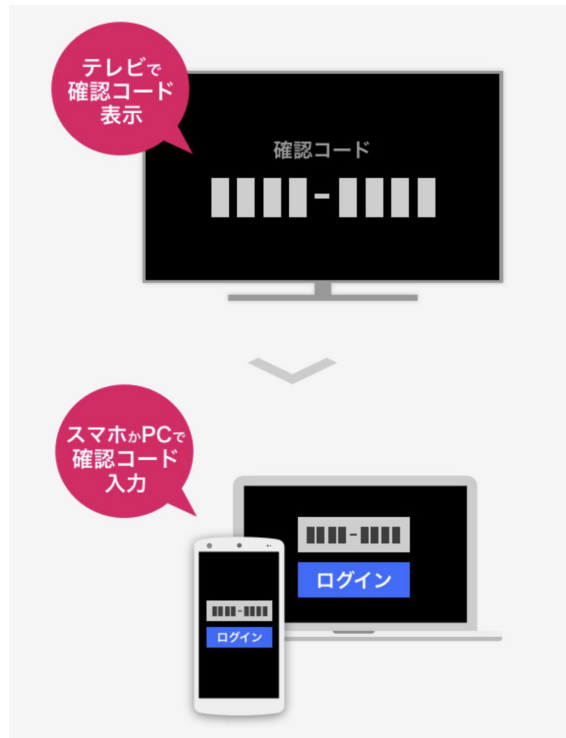 テレビで
確認コード
表示
確認コード
スマホかPCで
確認コード
入力
ログイン
ログイン